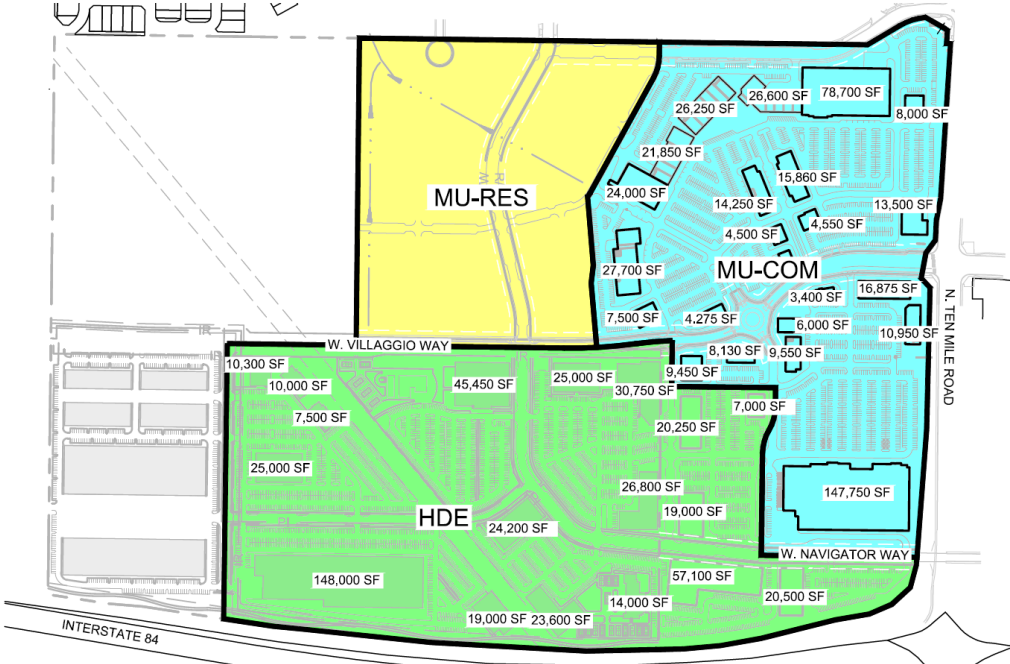 26,600 SF
78,700 SF
26,250 SF
8,000 SF
21,850 SF
15,860 SF
24,000 SF
MU-RES
14,250 SF
13,500 SF
4,550 SF
4,500 SF
27,700 SF
MU-COM
16,875 SF
3,400 SF
7,500 SF
4,275 SF
6,000 SF
10,950 SF
N. TEN MILE ROAD
W. VILLAGGIO WAY
8,130 SF
9,550 SF
10,300 SF
9,450 SF
10,000 SF
45,450 SF
25,000 SF
30,750 SF
7,500 SF
7,000 SF
20,250 SF
25,000 SF
26,800 SF
147,750 SF
19,000 SF
HDE
24,200 SF
W. NAVIGATOR WAY
148,000 SF
57,100 SF
14,000 SF
20,500 SF
19,000 SF
23,600 SF
INTERSTATE 84